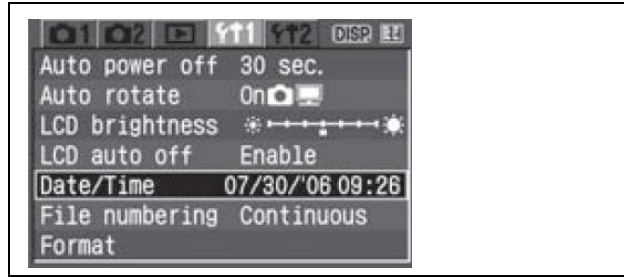 1 2 1 2 DISP.
Auto power off 30 sec.
Auto rotate On
LCD brightness
LCD auto off Enable
Date/Time 07/30/'06 09:26
File numbering Continuous
Format